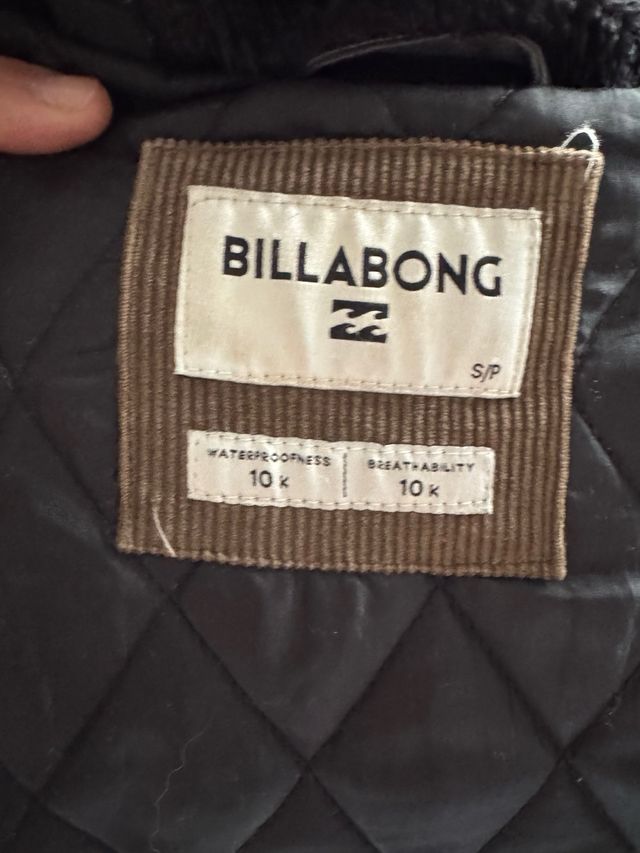 BILLABONG
S/P
WATERPROOFNESS
10 K
BREATHABILITY
10 K